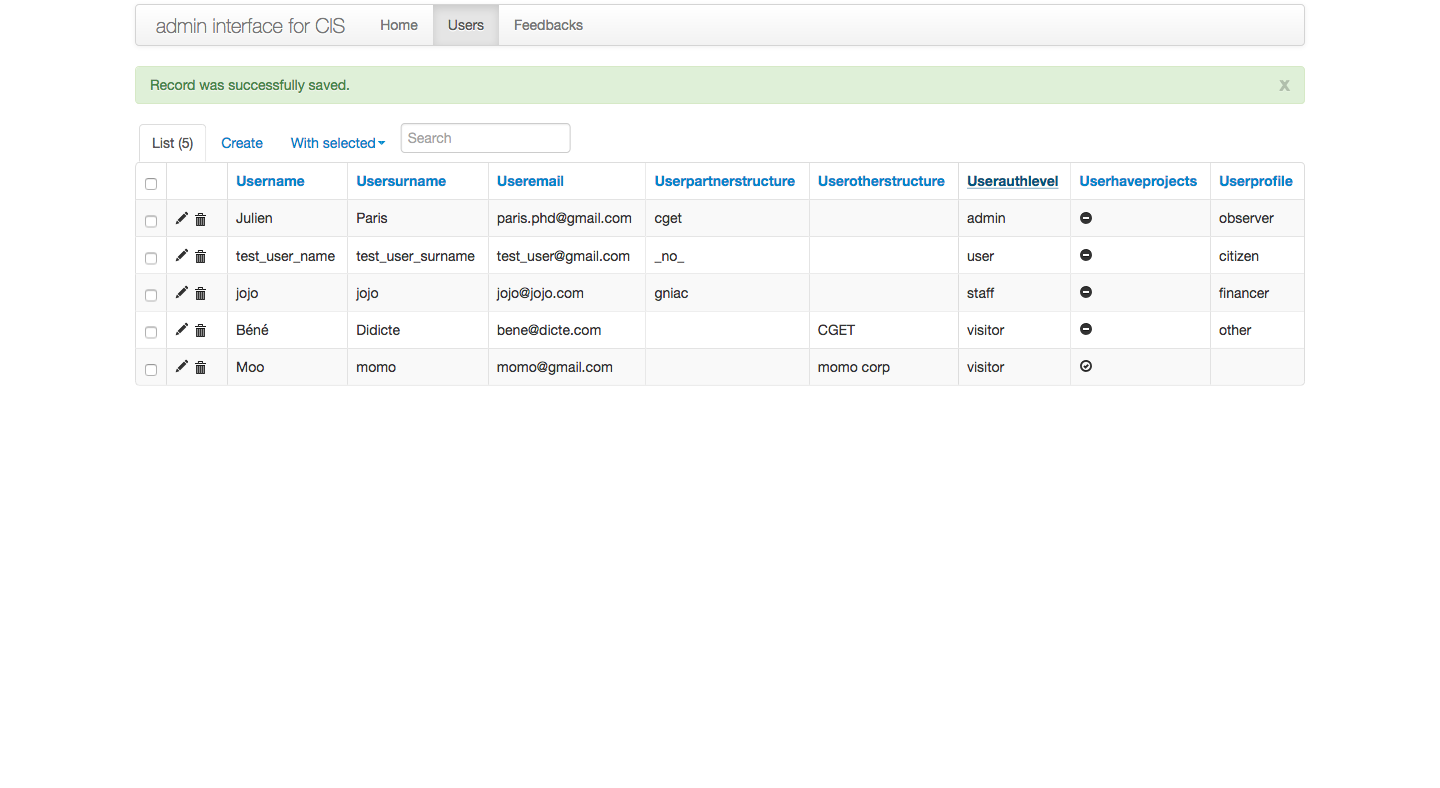 admin interface for CIS Home Users Feedbacks
Record was successfully saved. x
List (5) Create With selected Search
Username Usersurname Useremail Userpartnerstructure Userotherstructure Userauthlevel Userhaveprojects Userprofile
Julien Paris paris.phd@gmail.com cget admin observer
test_user_name test_user_surname test_user@gmail.com _no_ user citizen
jojo jojo jojo@jojo.com gniac staff financer
Béné Didicte bene@dicte.com CGET visitor other
Moo momo momo@gmail.com momo corp visitor